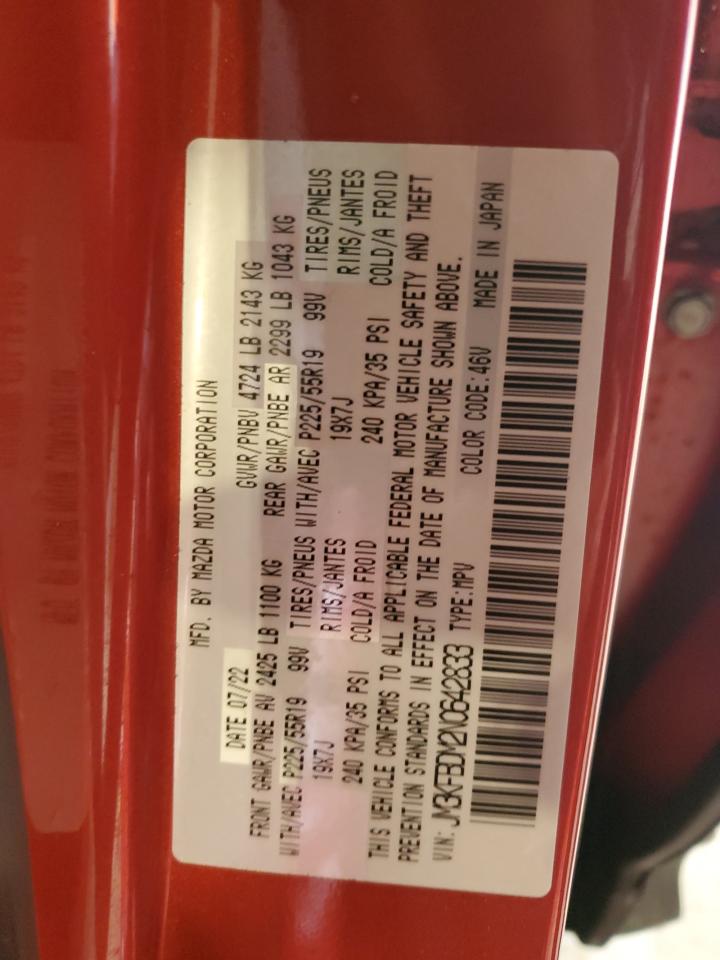 MFD. BY MAZDA MOTOR CORPORATION
DATE 07/22 GVWR/PNBV 4724 LB 2143 KG
FRONT GAWR/PNBE AV 2425 LB 1100 KG REAR GAWR/PNBE AR 2299 LB 1043 KG
WITH/AVEC P225/55R19 99V TIRES/PNEUS WITH/AVEC P225/55R19 99V TIRES/PNEUS
19X7J RIMS/JANTES 19X7J RIMS/JANTES
240 KPA/35 PSI COLD/A FROID 240 KPA/35 PSI COLD/A FROID
THIS VEHICLE CONFORMS TO ALL APPLICABLE FEDERAL MOTOR VEHICLE SAFETY AND THEFT
PREVENTION STANDARDS IN EFFECT ON THE DATE OF MANUFACTURE SHOWN ABOVE.
VIN: JM3KFBDM2N0642833 TYPE:MPV COLOR CODE:46V MADE IN JAPAN